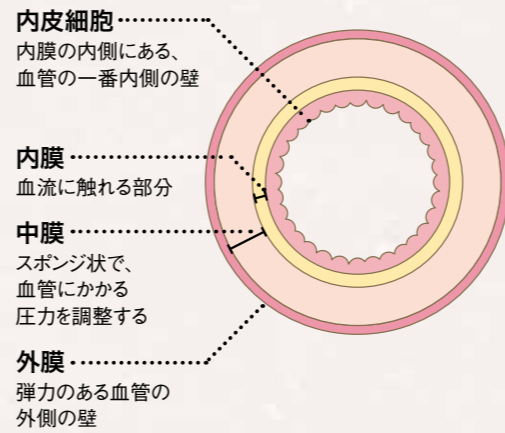 内皮細胞
内膜の内側にある、
血管の一番内側の壁
内膜
血流に触れる部分
中膜
スポンジ状で、
血管にかかる
圧力を調整する
外膜
弾力のある血管の
外側の壁